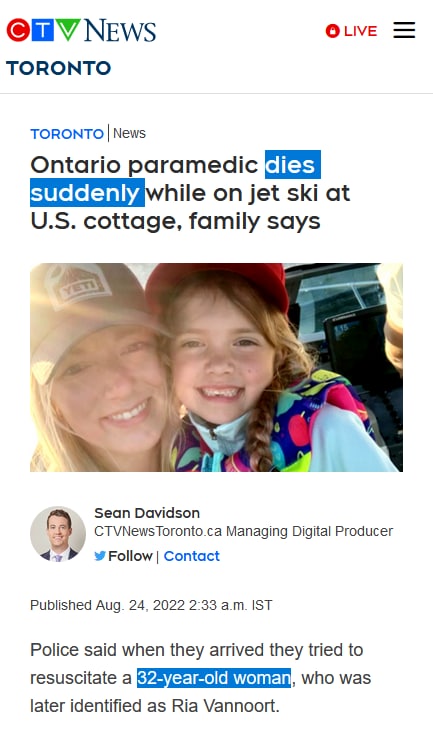 CTV NEWS
LIVE
TORONTO
TORONTO | News
Ontario paramedic dies
suddenly while on jet ski at
U.S. cottage, family says
YETI
Sean Davidson
CTVNewsToronto.ca Managing Digital Producer
Follow | Contact
Published Aug. 24, 2022 2:33 a.m. IST
Police said when they arrived they tried to
resuscitate a 32-year-old woman, who was
later identified as Ria Vannoort.